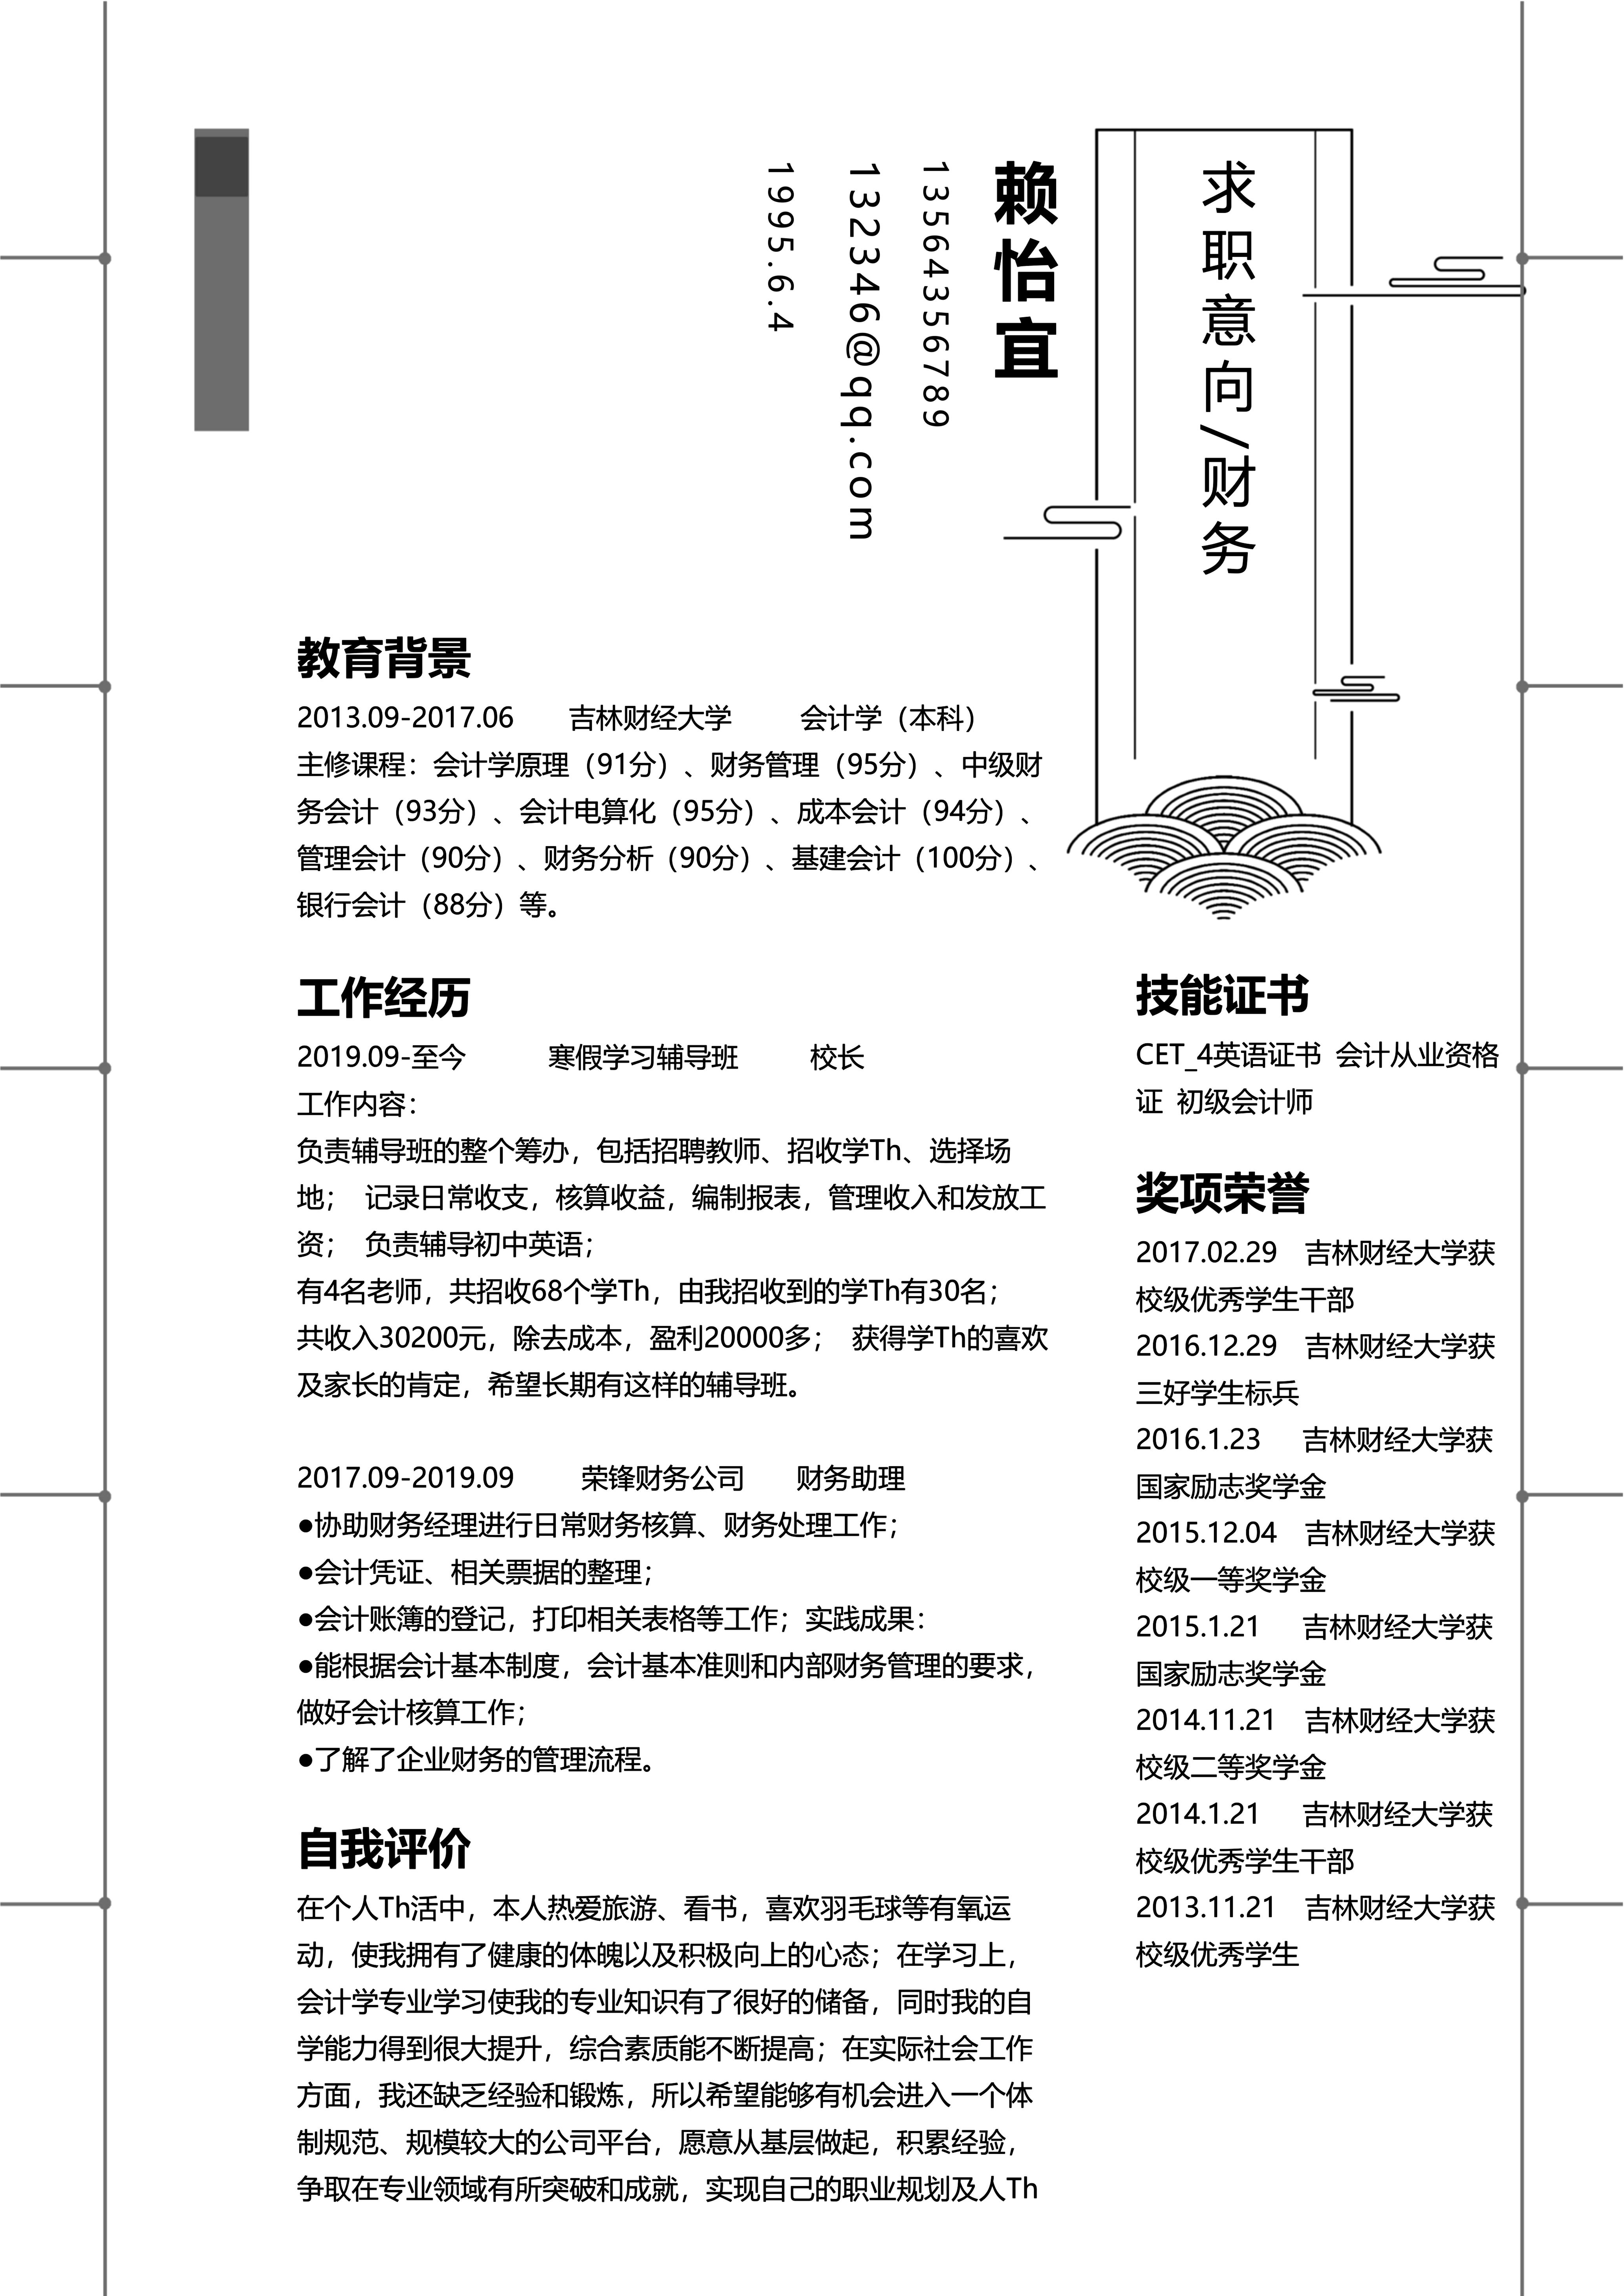 求职意向/财务
赖怡宜
13564356789
132346@qq.com
1995.6.4
教育背景
2013.09-2017.06 吉林财经大学 会计学（本科）
主修课程：会计学原理（91分）、财务管理（95分）、中级财
务会计（93分）、会计电算化（95分）、成本会计（94分）、
管理会计（90分）、财务分析（90分）、基建会计（100分）、
银行会计（88分）等。
工作经历
2019.09-至今 寒假学习辅导班 校长
工作内容：
负责辅导班的整个筹办，包括招聘教师、招收学Th、选择场
地； 记录日常收支，核算收益，编制报表，管理收入和发放工
资； 负责辅导初中英语；
有4名老师，共招收68个学Th，由我招收到的学Th有30名；
共收入30200元，除去成本，盈利20000多； 获得学Th的喜欢
及家长的肯定，希望长期有这样的辅导班。
2017.09-2019.09 荣锋财务公司 财务助理
●协助财务经理进行日常财务核算、财务处理工作；
●会计凭证、相关票据的整理；
●会计账簿的登记，打印相关表格等工作；实践成果：
●能根据会计基本制度，会计基本准则和内部财务管理的要求，
做好会计核算工作；
●了解了企业财务的管理流程。
自我评价
在个人Th活中，本人热爱旅游、看书，喜欢羽毛球等有氧运
动，使我拥有了健康的体魄以及积极向上的心态；在学习上，
会计学专业学习使我的专业知识有了很好的储备，同时我的自
学能力得到很大提升，综合素质能不断提高；在实际社会工作
方面，我还缺乏经验和锻炼，所以希望能够有机会进入一个体
制规范、规模较大的公司平台，愿意从基层做起，积累经验，
争取在专业领域有所突破和成就，实现自己的职业规划及人Th
技能证书
CET_4英语证书 会计从业资格
证 初级会计师
奖项荣誉
2017.02.29 吉林财经大学获
校级优秀学生干部
2016.12.29 吉林财经大学获
三好学生标兵
2016.1.23 吉林财经大学获
国家励志奖学金
2015.12.04 吉林财经大学获
校级一等奖学金
2015.1.21 吉林财经大学获
国家励志奖学金
2014.11.21 吉林财经大学获
校级二等奖学金
2014.1.21 吉林财经大学获
校级优秀学生干部
2013.11.21 吉林财经大学获
校级优秀学生